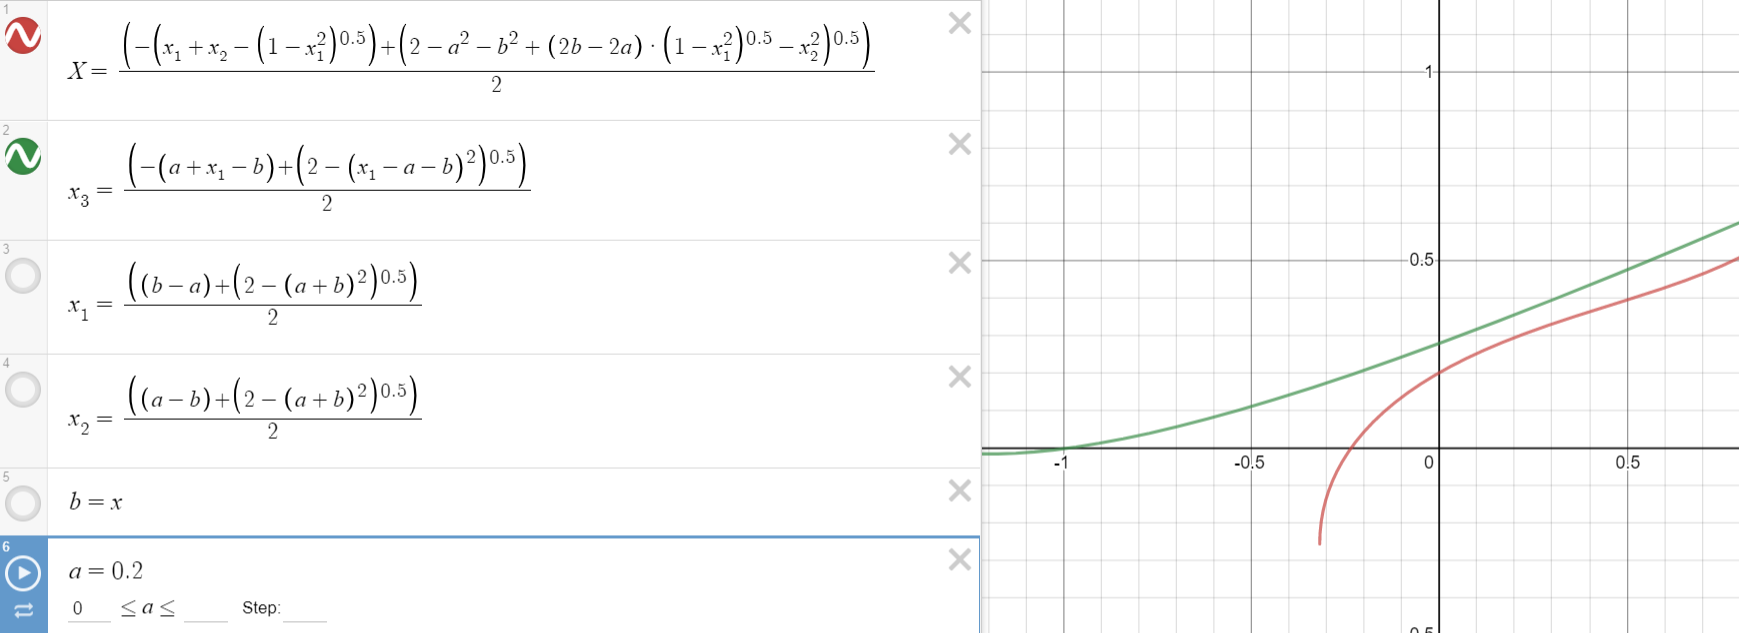 1
X = (-(x₁ + x₂ - (1 - x₁²)^0.5) + (2 - a² - b² + (2b - 2a) · (1 - x₁²)^0.5 - x₂²)^0.5) / 2
2
x₃ = (-(a + x₁ - b) + (2 - (x₁ - a - b)²)^0.5) / 2
3
x₁ = ((b - a) + (2 - (a + b)²)^0.5) / 2
4
x₂ = ((a - b) + (2 - (a + b)²)^0.5) / 2
5
b = x
6
a = 0.2
0 ≤ a ≤ Step:
1
0.5
-1 -0.5 0 0.5